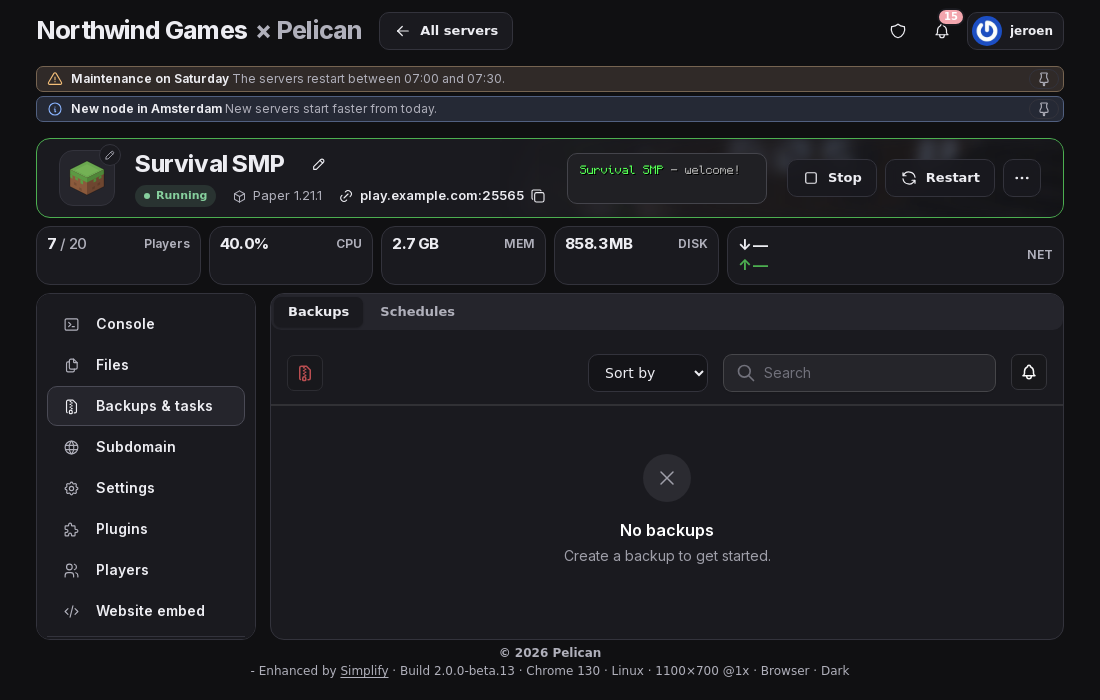 Northwind Games × Pelican
All servers
15
jeroen
Maintenance on Saturday The servers restart between 07:00 and 07:30.
New node in Amsterdam New servers start faster from today.
Survival SMP
Running
Paper 1.21.1
play.example.com:25565
Survival SMP — welcome!
Stop
Restart
7 / 20
Players
40.0%
CPU
2.7 GB
MEM
858.3 MB
DISK
↓—
↑—
NET
Console
Files
Backups & tasks
Subdomain
Settings
Plugins
Players
Website embed
Backups
Schedules
Sort by
Search
No backups
Create a backup to get started.
© 2026 Pelican
- Enhanced by Simplify · Build 2.0.0-beta.13 · Chrome 130 · Linux · 1100×700 @1x · Browser · Dark